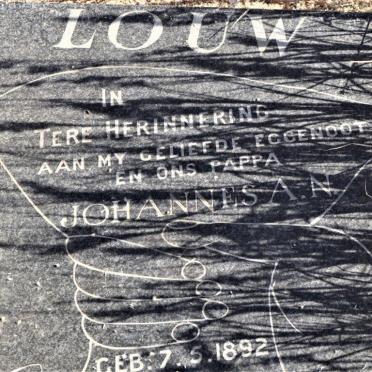 LOUW
IN
TERE HERINNERING
AAN MY GELIEFDE EGGENOOT
EN ONS PAPPA
JOHANNES A.N.
GEB: 7.5.1892